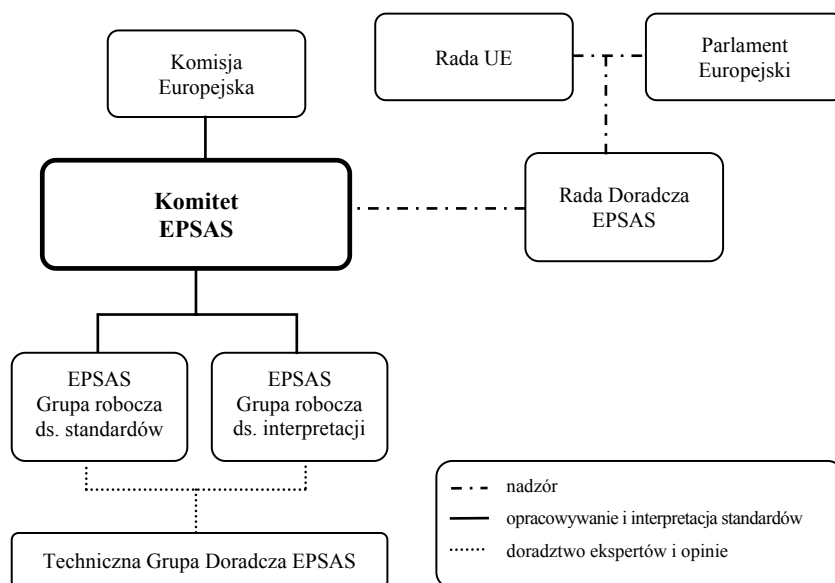 Komisja
Europejska
Rada UE
Parlament
Europejski
Komitet
EPSAS
Rada Doradcza
EPSAS
EPSAS
Grupa robocza
ds. standardów
EPSAS
Grupa robocza
ds. interpretacji
Techniczna Grupa Doradcza EPSAS
nadzór
opracowywanie i interpretacja standardów
doradztwo ekspertów i opinie